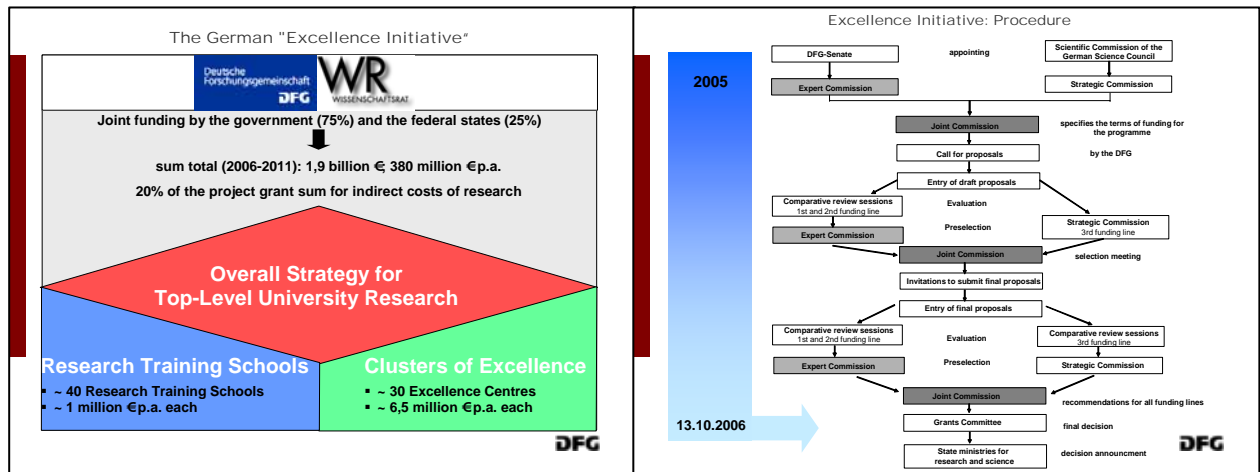 The German "Excellence Initiative"
Deutsche
Forschungsgemeinschaft
DFG
WR
WISSENSCHAFTSRAT
Joint funding by the government (75%) and the federal states (25%)
sum total (2006-2011): 1,9 billion €, 380 million € p.a.
20% of the project grant sum for indirect costs of research
Overall Strategy for
Top-Level University Research
Research Training Schools
▪ ~ 40 Research Training Schools
▪ ~ 1 million € p.a. each
Clusters of Excellence
▪ ~ 30 Excellence Centres
▪ ~ 6,5 million € p.a. each
DFG
Excellence Initiative: Procedure
2005
13.10.2006
DFG-Senate
appointing
Scientific Commission of the
German Science Council
Expert Commission
Strategic Commission
Joint Commission
specifies the terms of funding for
the programme
Call for proposals
by the DFG
Entry of draft proposals
Comparative review sessions
1st and 2nd funding line
Evaluation
Strategic Commission
3rd funding line
Expert Commission
Preselection
Joint Commission
selection meeting
Invitations to submit final proposals
Entry of final proposals
Comparative review sessions
1st and 2nd funding line
Evaluation
Comparative review sessions
3rd funding line
Expert Commission
Preselection
Strategic Commission
Joint Commission
recommendations for all funding lines
Grants Committee
final decision
State ministries for
research and science
decision announcment
DFG